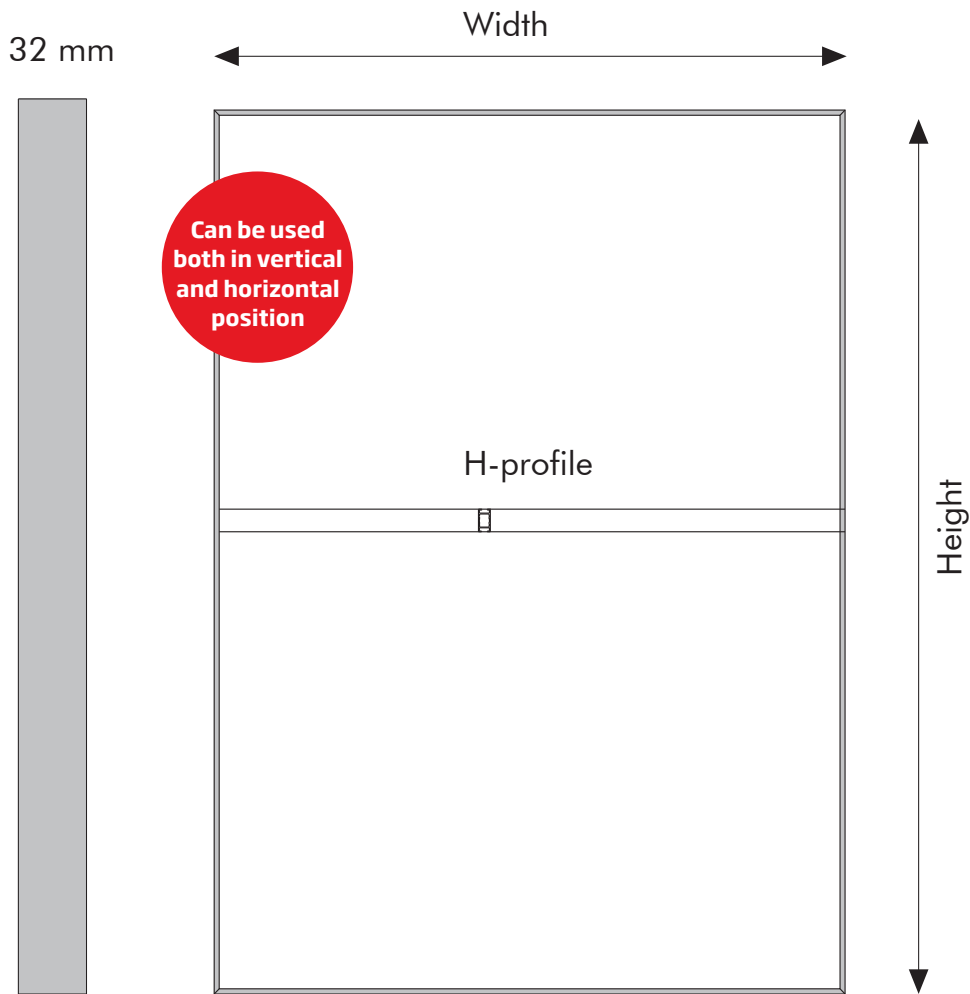 Width
32 mm
Can be used
both in vertical
and horizontal
position
H-profile
Height